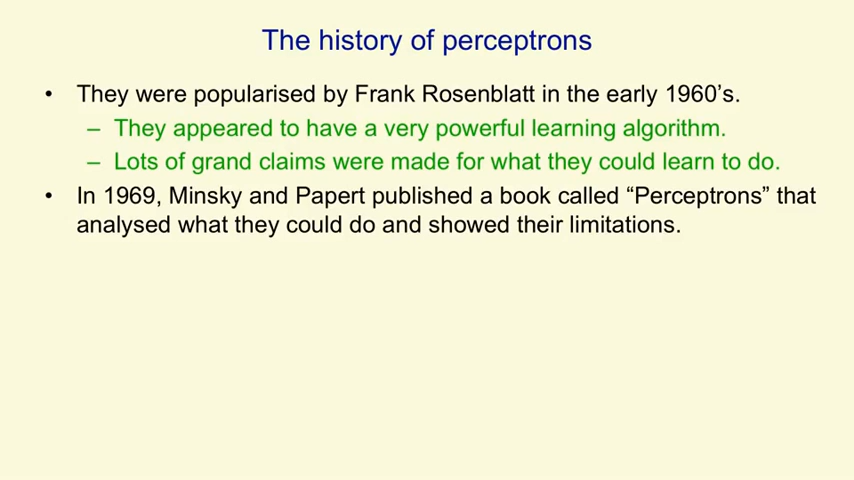 The history of perceptrons
• They were popularised by Frank Rosenblatt in the early 1960’s.
– They appeared to have a very powerful learning algorithm.
– Lots of grand claims were made for what they could learn to do.
• In 1969, Minsky and Papert published a book called “Perceptrons” that
analysed what they could do and showed their limitations.